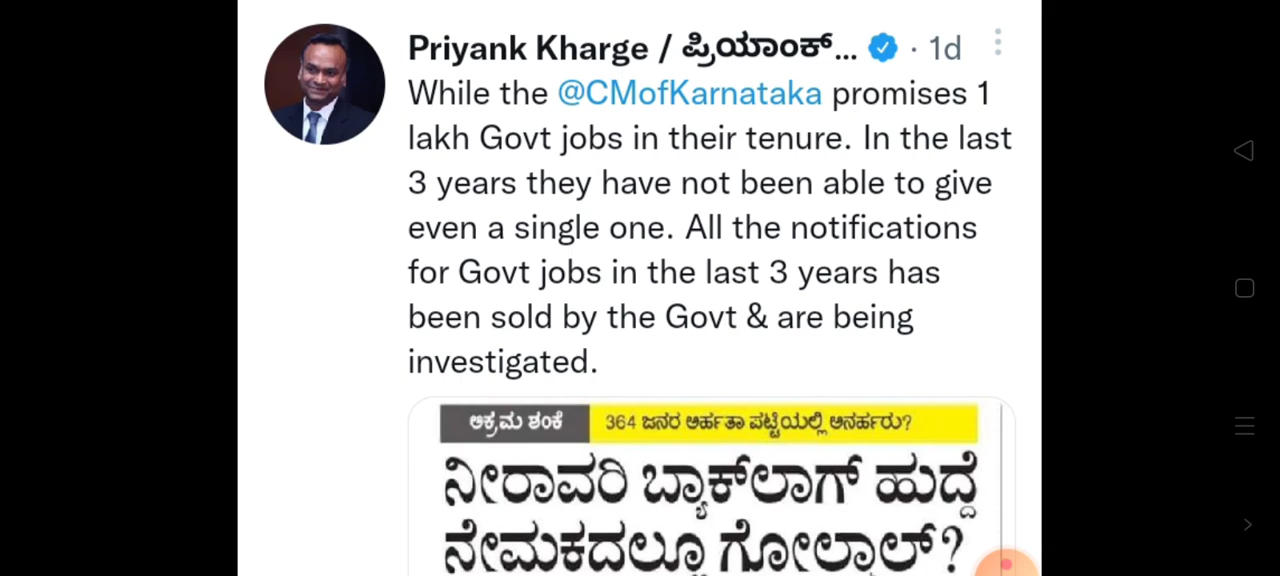 Priyank Kharge / ಪ್ರಿಯಾಂಕ್... · 1d
While the @CMofKarnataka promises 1
lakh Govt jobs in their tenure. In the last
3 years they have not been able to give
even a single one. All the notifications
for Govt jobs in the last 3 years has
been sold by the Govt & are being
investigated.
ಅಕ್ರಮ ಶಂಕೆ 364 ಜನರ ಅರ್ಹತಾ ಪಟ್ಟಿಯಲ್ಲಿ ಅನರ್ಹರು?
ನೀರಾವರಿ ಬ್ಯಾಕ್‌ಲಾಗ್ ಹುದ್ದೆ
ನೇಮಕದಲ್ಲೂ ಗೋಲ್ಮಾಲ್?